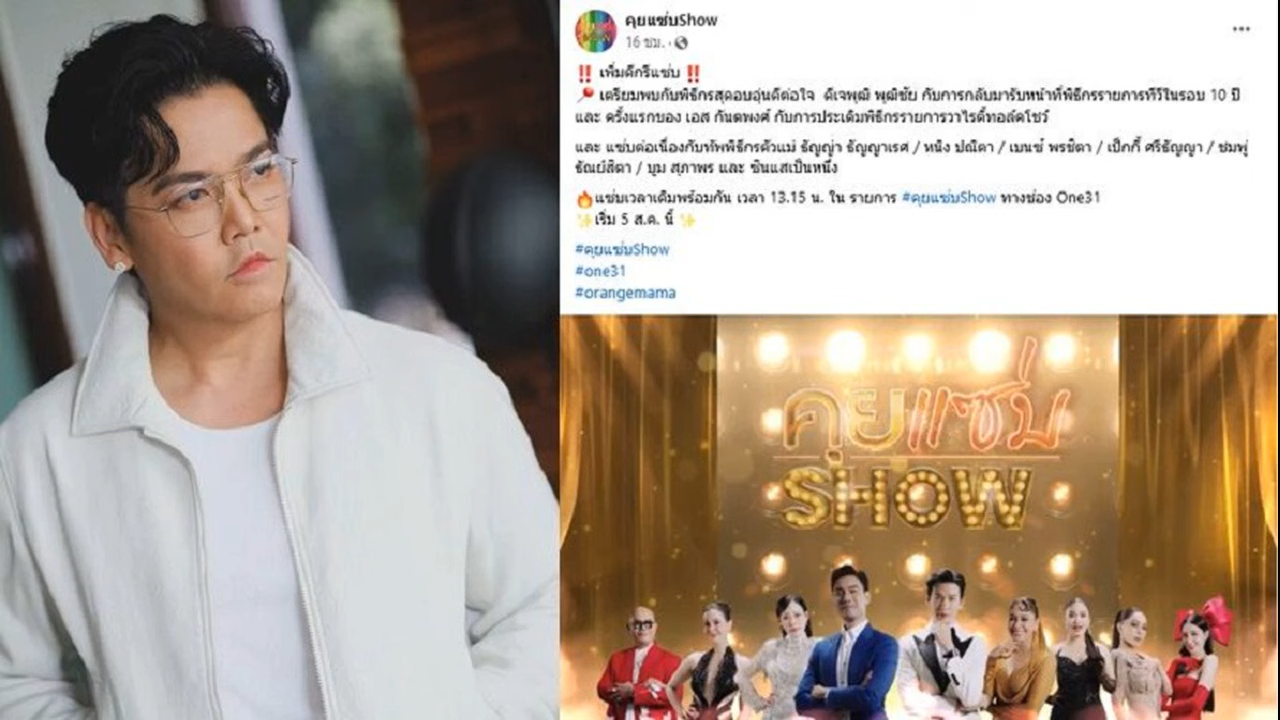 คุยแซ่บShow
16 ชม.
‼ เพิ่มดีกรีแซ่บ ‼
📌 เตรียมพบกับพิธีกรสุดอบอุ่นดีต่อใจ ดีเจพุฒิ พุฒิชัย กับการกลับมารับหน้าที่พิธีกรรายการทีวีในรอบ 10 ปี
และ ครั้งแรกของ เอส กันตพงศ์ กับการประเดิมพิธีกรรายการวาไรตี้ทอล์คโชว์
และ แซ่บต่อเนื่องกับทัพพิธีกรตัวแม่ ธัญญ่า ธัญญาเรศ / หนิง ปณิตา / เบนซ์ พรชิตา / เป็กกี้ ศรีธัญญา / ชมพู่
ธัณย์สิตา / บูม สุภาพร และ ซินแสเป็นหนึ่ง
🔥แซ่บเวลาเดิมพร้อมกัน เวลา 13.15 น. ใน รายการ #คุยแซ่บShow ทางช่อง One31
✨เริ่ม 5 ส.ค. นี้ ✨
#คุยแซ่บShow
#one31
#orangemama
คุยแซ่บ
SHOW